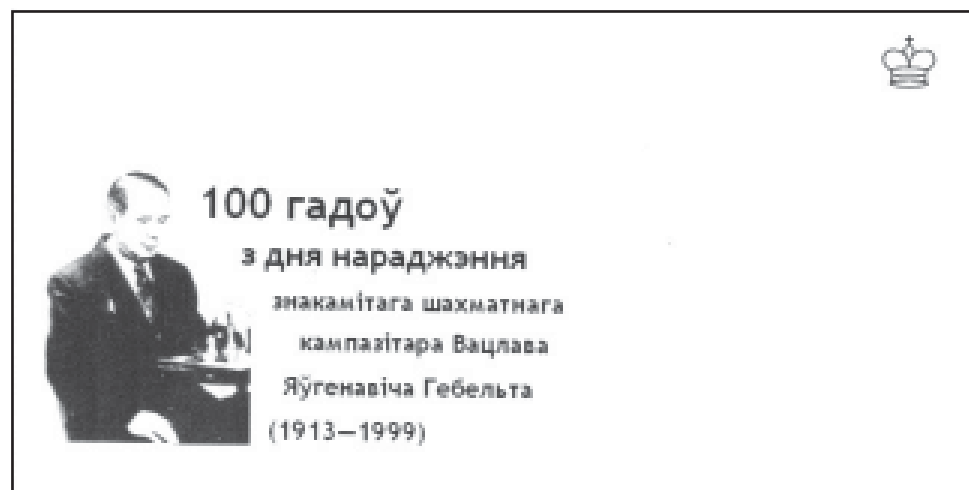 100 гадоў
з дня нараджэння
знакамітага шахматнага
кампазітара Вацлава
Яўгенавіча Гебельта
(1913—1999)